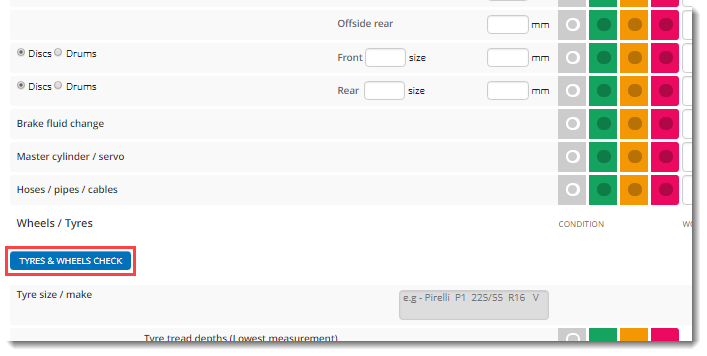 Offside rear mm
Discs Drums Front size mm
Discs Drums Rear size mm
Brake fluid change
Master cylinder / servo
Hoses / pipes / cables
Wheels / Tyres CONDITION
TYRES & WHEELS CHECK
Tyre size / make e.g - Pirelli P1 225/55 R16 V
Tyre tread depths (Lowest measurement)